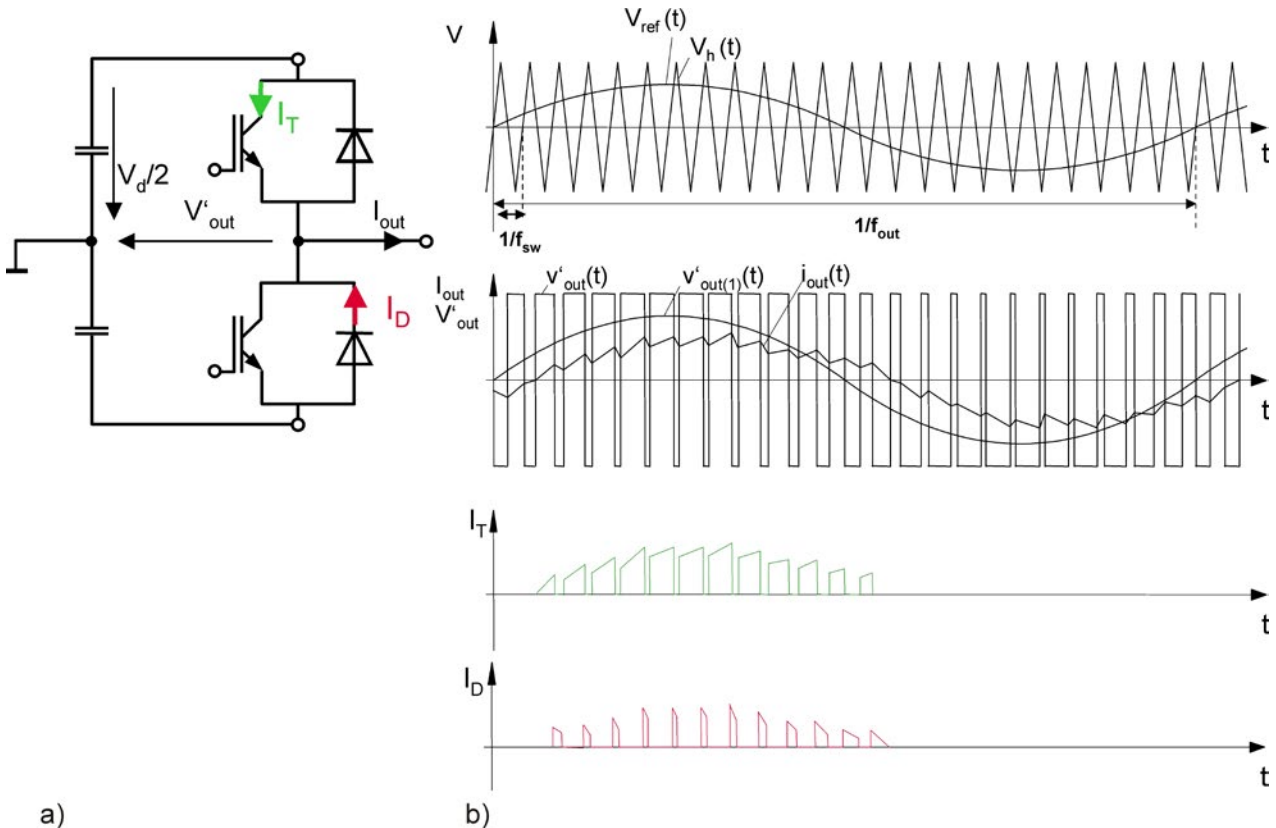 I_T
V_d/2
V'_out
I_out
I_D
a)
V
V_ref(t)
V_h(t)
t
1/f_sw
1/f_out
I_out
V'_out
v'_out(t)
v'_out(1)(t)
i_out(t)
t
I_T
t
I_D
t
b)